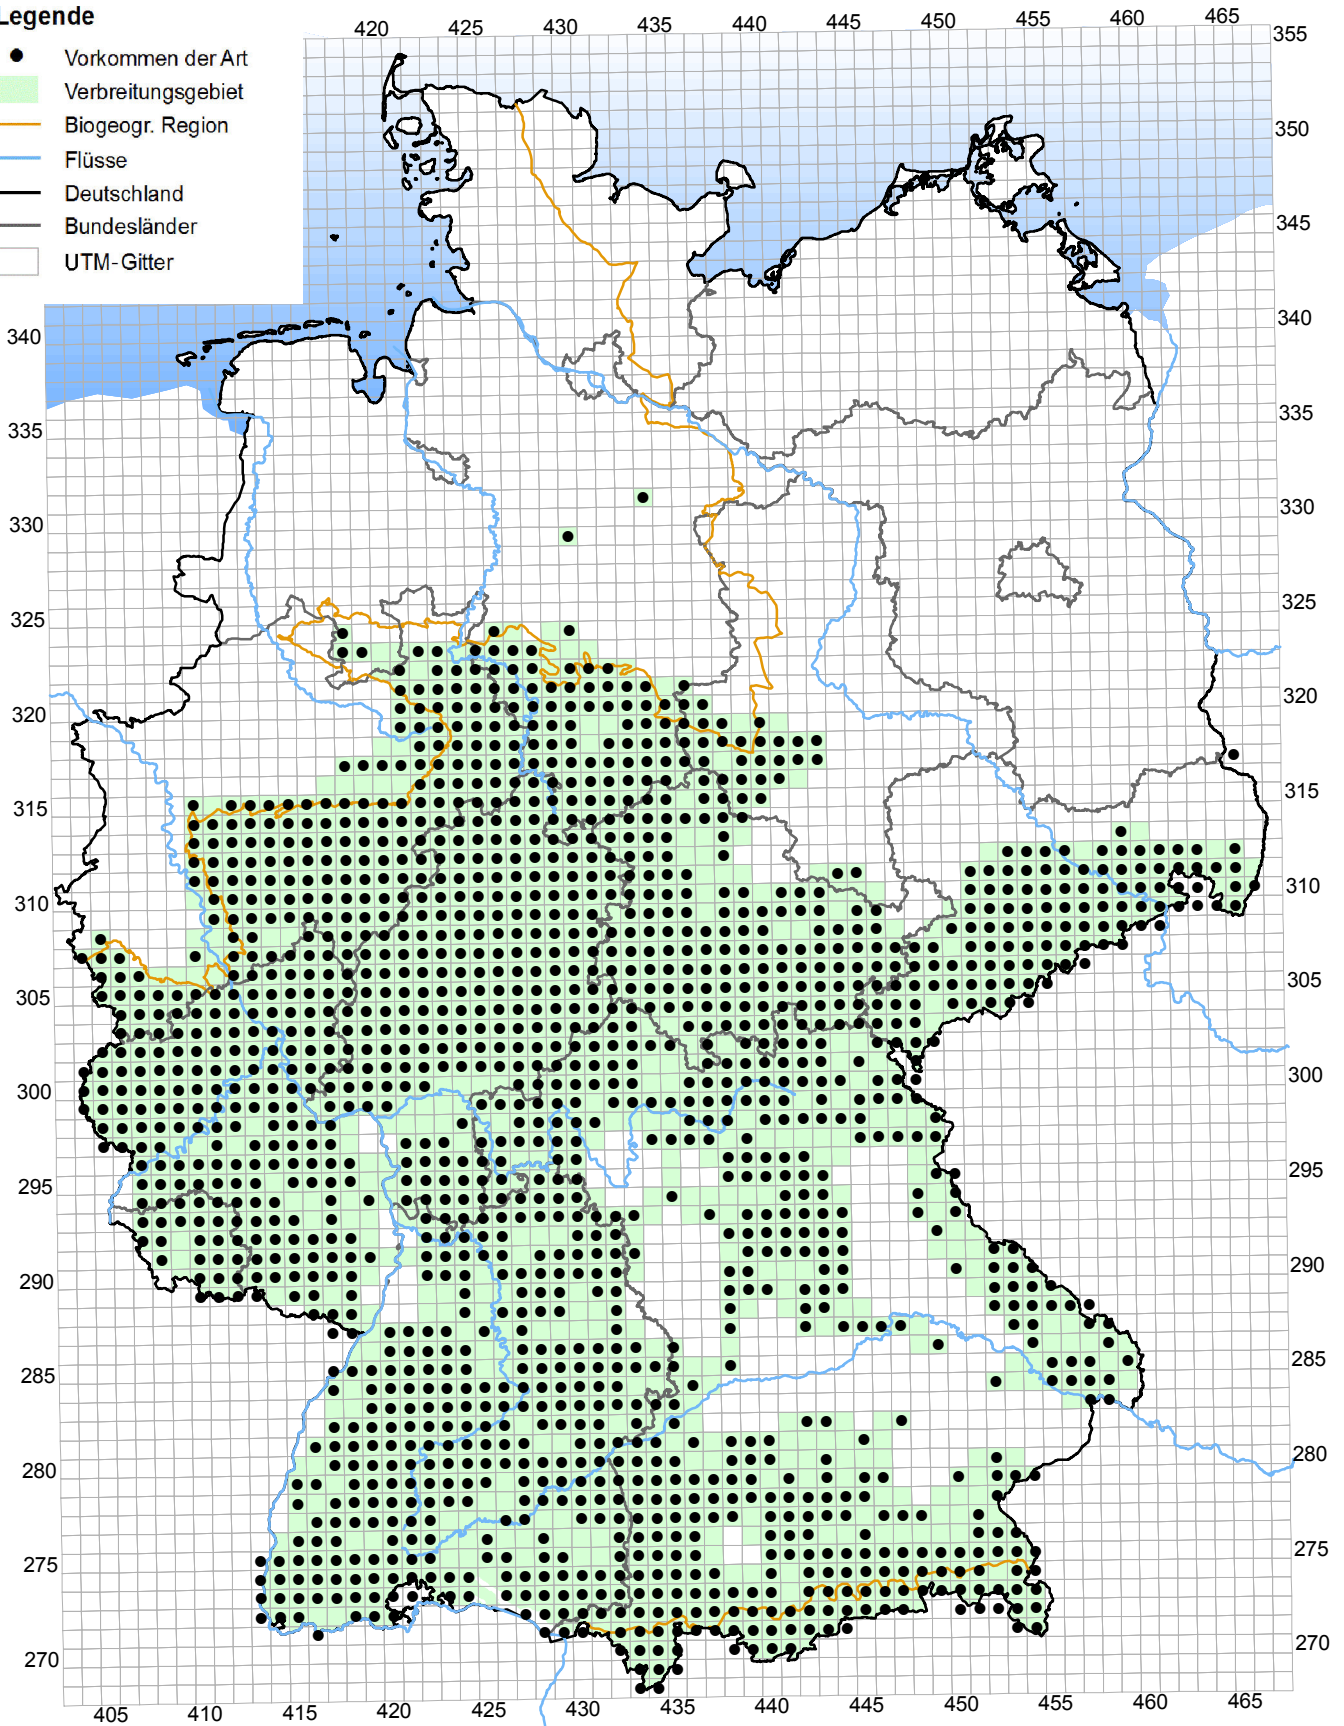 Legende
Vorkommen der Art
Verbreitungsgebiet
Biogeogr. Region
Flüsse
Deutschland
Bundesländer
UTM-Gitter
420 425 430 435 440 445 450 455 460 465
355
350
345
340 340
335 335
330 330
325 325
320 320
315 315
310 310
305 305
300 300
295 295
290 290
285 285
280 280
275 275
270 270
405 410 415 420 425 430 435 440 445 450 455 460 465